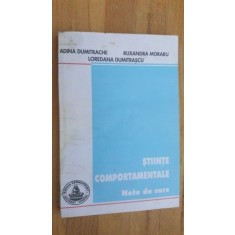 ADINA DUMITRACHE RUXANDRA MORARU
LOREDANA DUMITRAȘCU
ȘTIINȚE
COMPORTAMENTALE
Note de curs